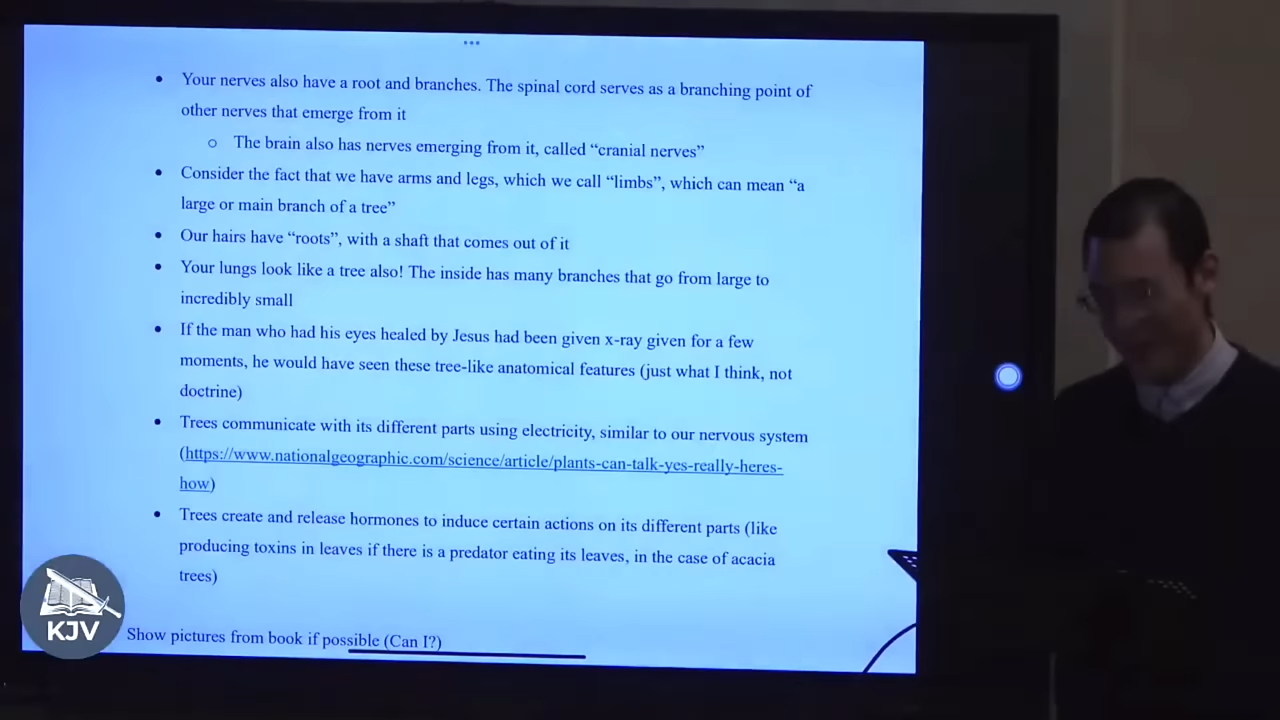 • Your nerves also have a root and branches. The spinal cord serves as a branching point of
other nerves that emerge from it
o The brain also has nerves emerging from it, called “cranial nerves”
• Consider the fact that we have arms and legs, which we call “limbs”, which can mean “a
large or main branch of a tree”
• Our hairs have “roots”, with a shaft that comes out of it
• Your lungs look like a tree also! The inside has many branches that go from large to
incredibly small
• If the man who had his eyes healed by Jesus had been given x-ray given for a few
moments, he would have seen these tree-like anatomical features (just what I think, not
doctrine)
• Trees communicate with its different parts using electricity, similar to our nervous system
(https://www.nationalgeographic.com/science/article/plants-can-talk-yes-really-heres-
how)
• Trees create and release hormones to induce certain actions on its different parts (like
producing toxins in leaves if there is a predator eating its leaves, in the case of acacia
trees)
Show pictures from book if possible (Can I?)
KJV